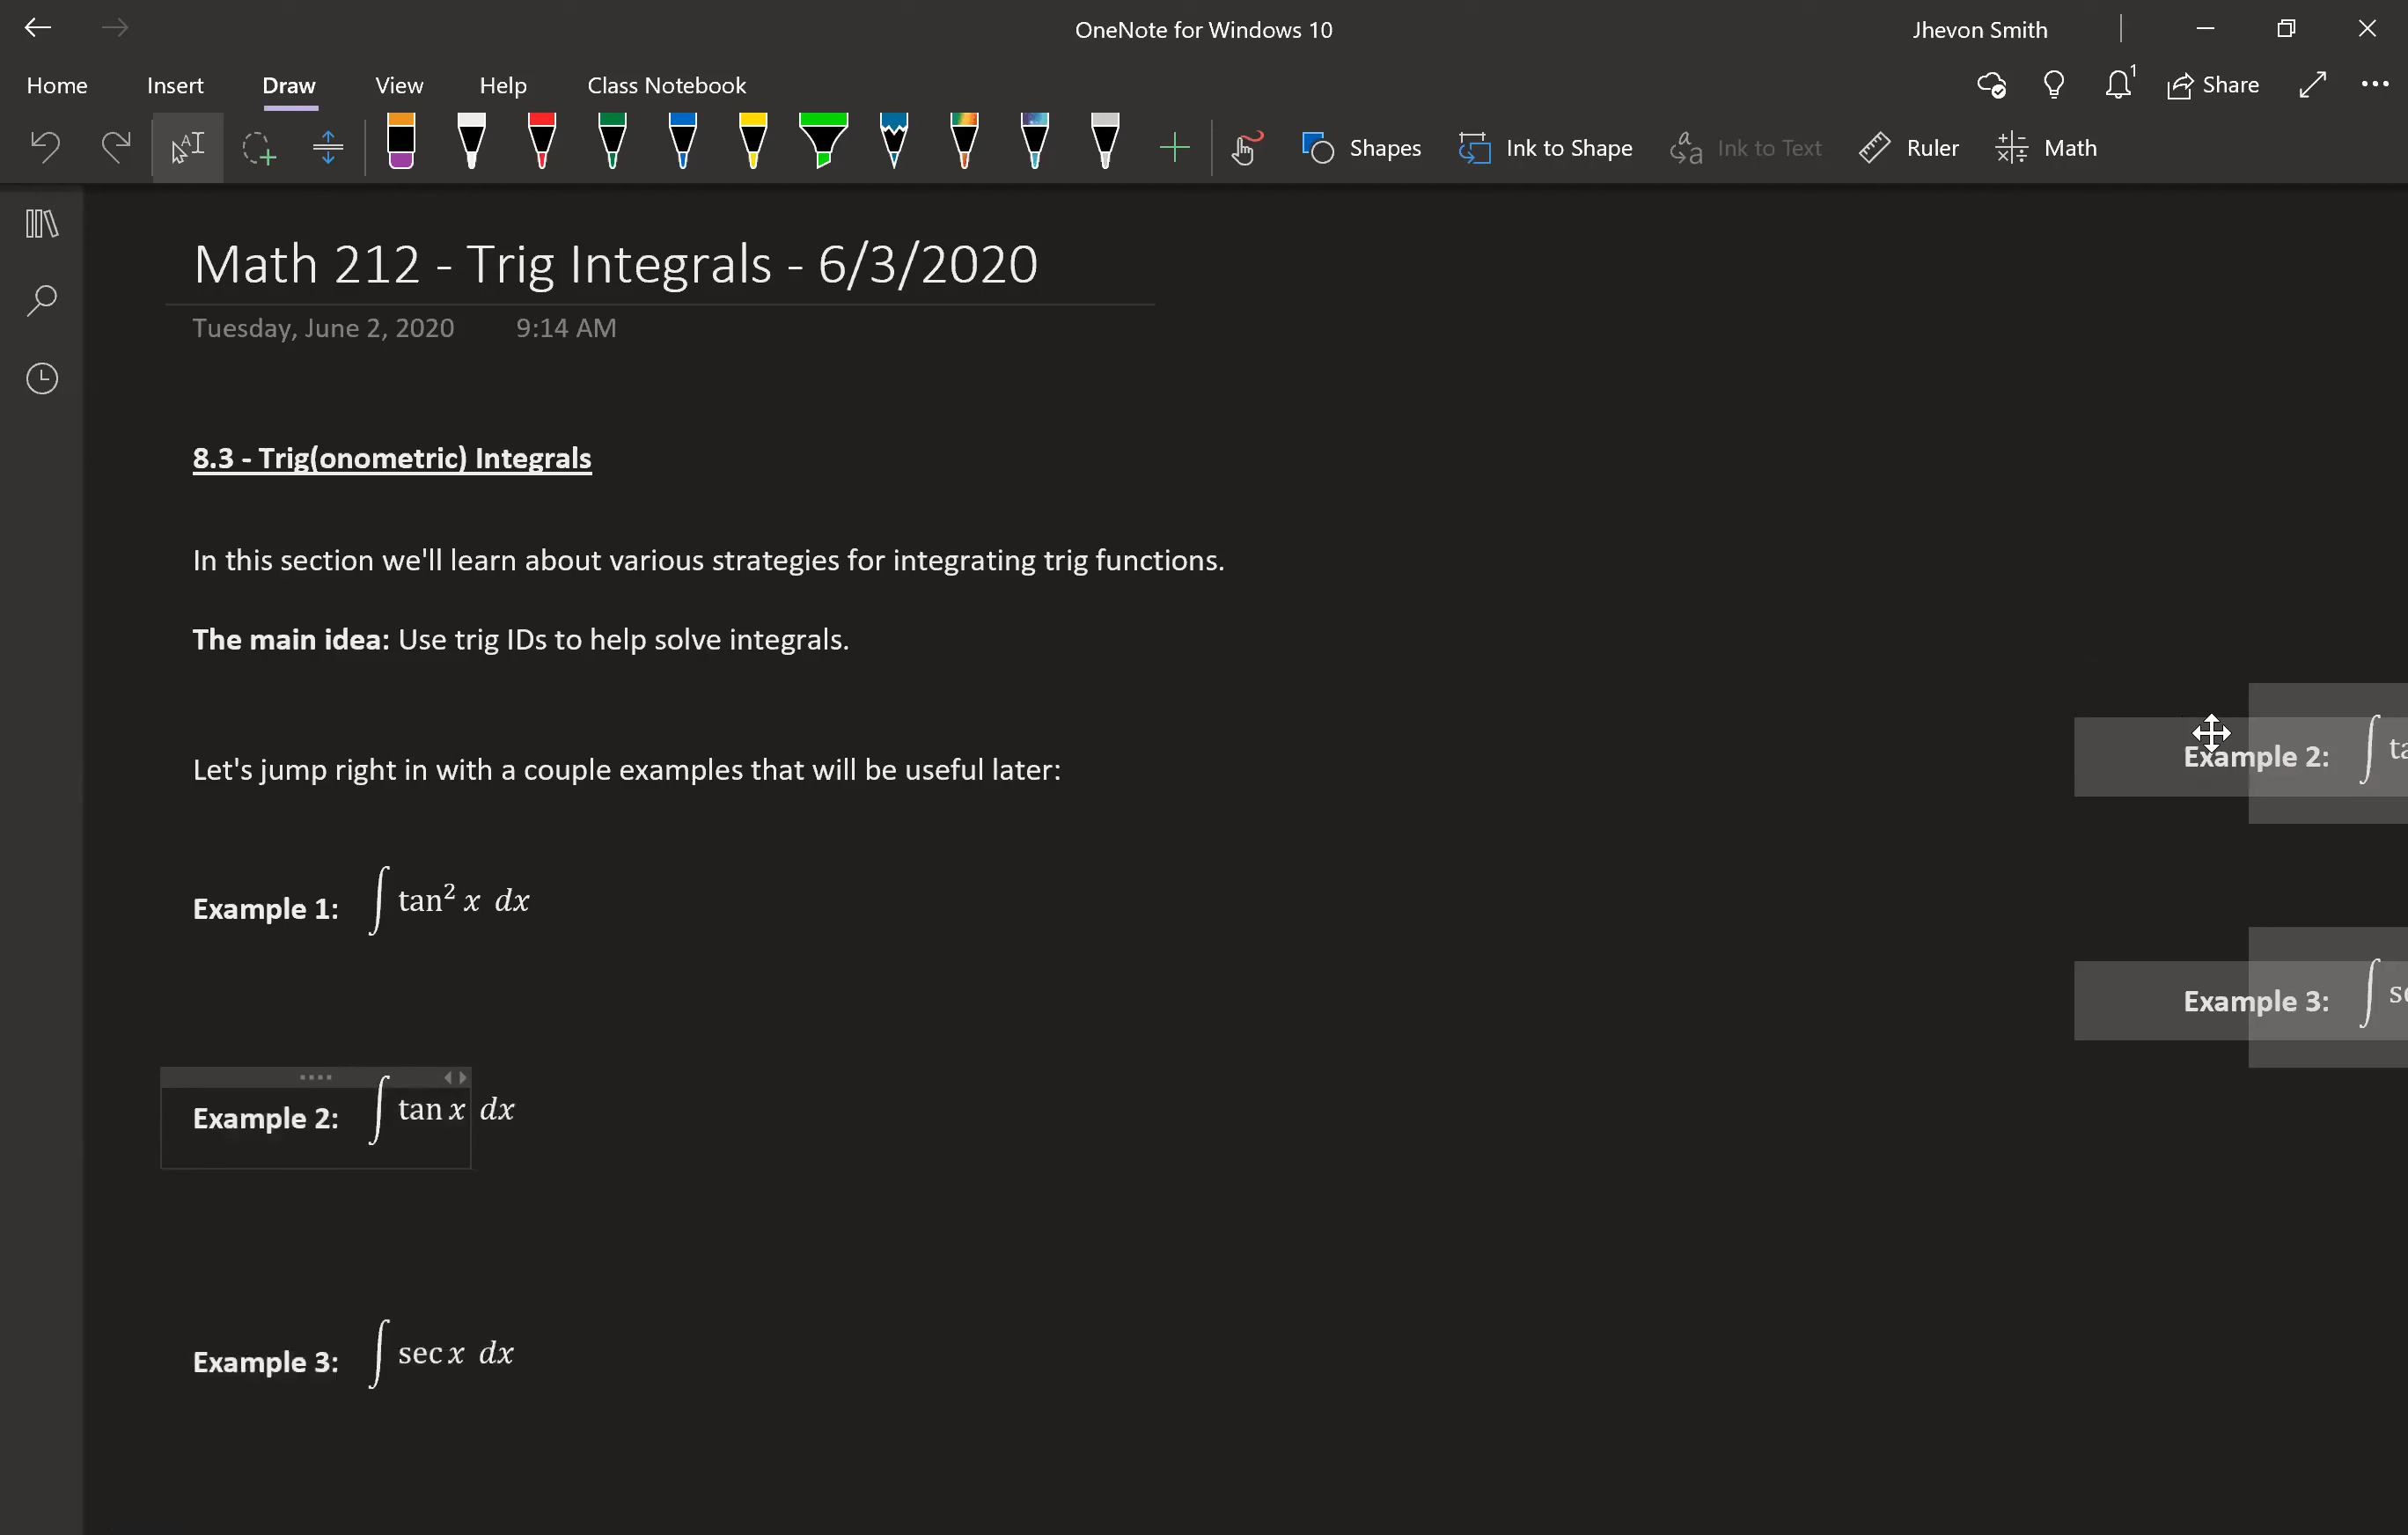 OneNote for Windows 10
Jhevon Smith
Home Insert Draw View Help Class Notebook
1 Share
Shapes Ink to Shape Ink to Text Ruler Math
Math 212 - Trig Integrals - 6/3/2020
Tuesday, June 2, 2020 9:14 AM
8.3 - Trig(onometric) Integrals
In this section we'll learn about various strategies for integrating trig functions.
The main idea: Use trig IDs to help solve integrals.
Let's jump right in with a couple examples that will be useful later:
Example 1: ∫ tan² x dx
Example 2: ∫ tan x dx
Example 3: ∫ sec x dx
Example 2: ∫ ta
Example 3: ∫ se